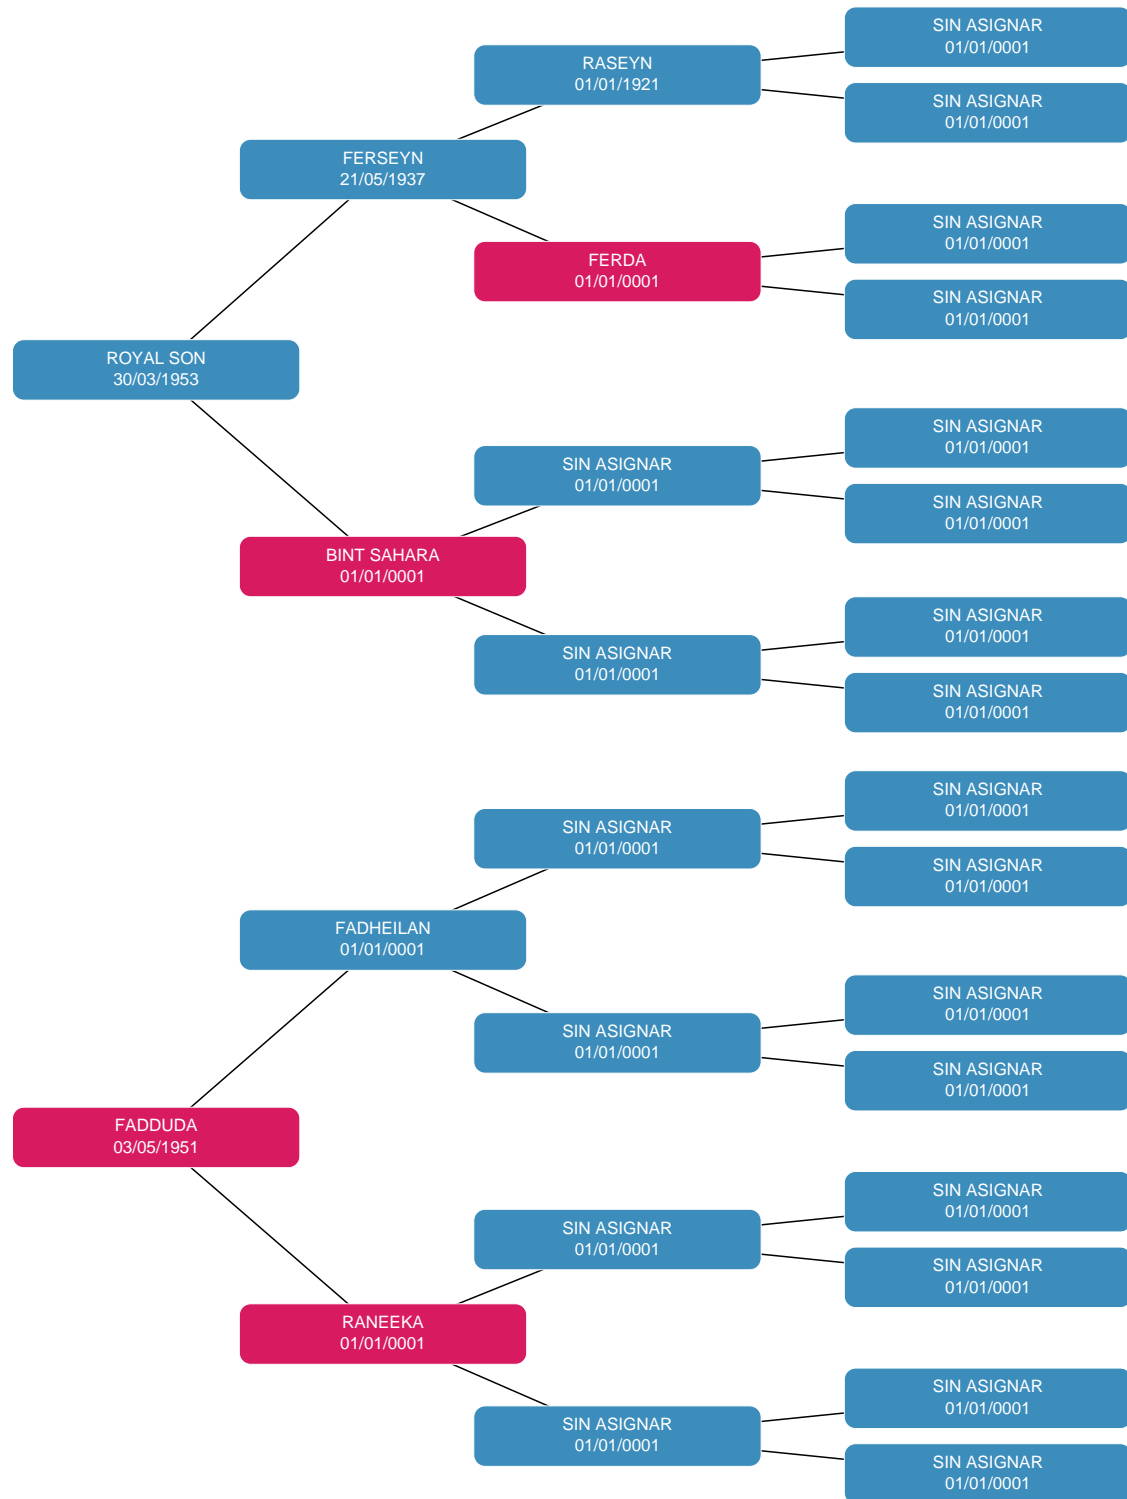 SIN ASIGNAR
01/01/0001
RASEYN
01/01/1921
SIN ASIGNAR
01/01/0001
FERSEYN
21/05/1937
SIN ASIGNAR
01/01/0001
FERDA
01/01/0001
SIN ASIGNAR
01/01/0001
ROYAL SON
30/03/1953
SIN ASIGNAR
01/01/0001
SIN ASIGNAR
01/01/0001
SIN ASIGNAR
01/01/0001
BINT SAHARA
01/01/0001
SIN ASIGNAR
01/01/0001
SIN ASIGNAR
01/01/0001
SIN ASIGNAR
01/01/0001
SIN ASIGNAR
01/01/0001
SIN ASIGNAR
01/01/0001
SIN ASIGNAR
01/01/0001
FADHEILAN
01/01/0001
SIN ASIGNAR
01/01/0001
SIN ASIGNAR
01/01/0001
SIN ASIGNAR
01/01/0001
FADDUDA
03/05/1951
SIN ASIGNAR
01/01/0001
SIN ASIGNAR
01/01/0001
SIN ASIGNAR
01/01/0001
RANEEKA
01/01/0001
SIN ASIGNAR
01/01/0001
SIN ASIGNAR
01/01/0001
SIN ASIGNAR
01/01/0001